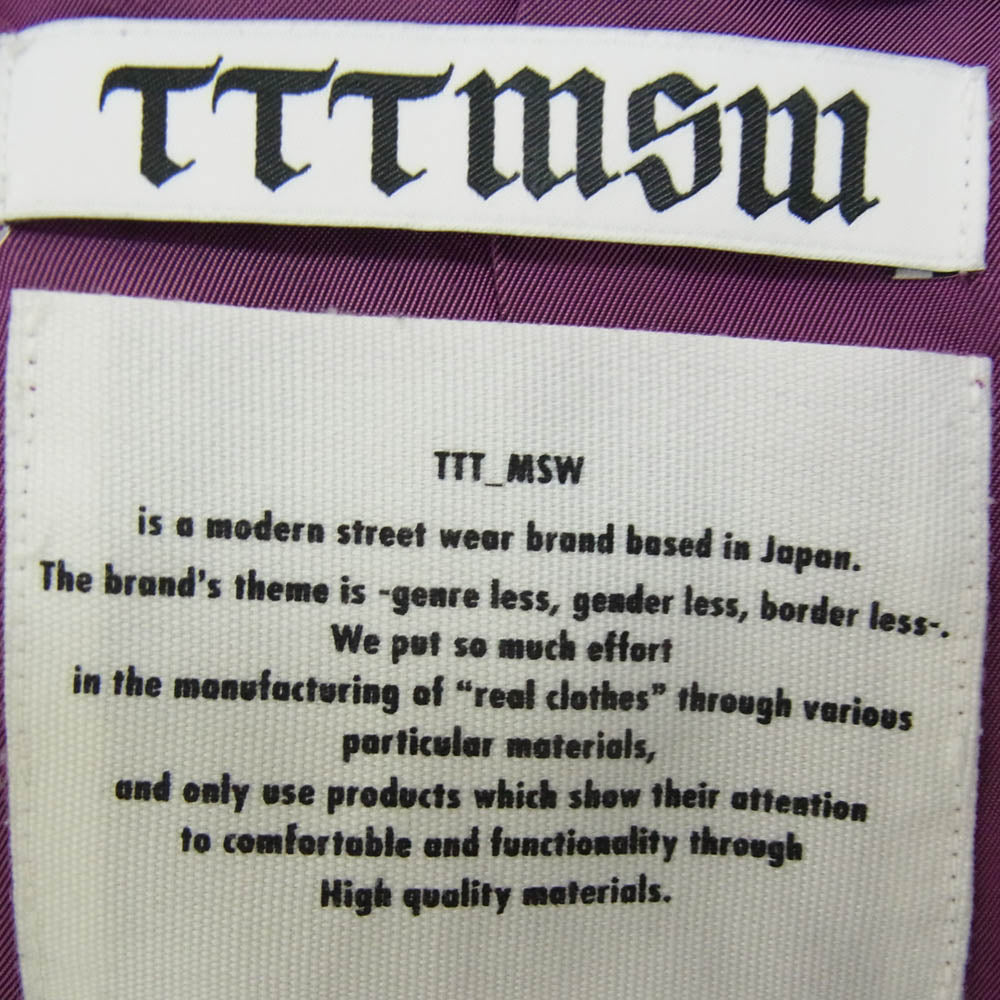 TTTmsw
TTT_MSW
is a modern street wear brand based in Japan.
The brand's theme is -genre less, gender less, border less-.
We put so much effort
in the manufacturing of “real clothes” through various
particular materials,
and only use products which show their attention
to comfortable and functionality through
High quality materials.